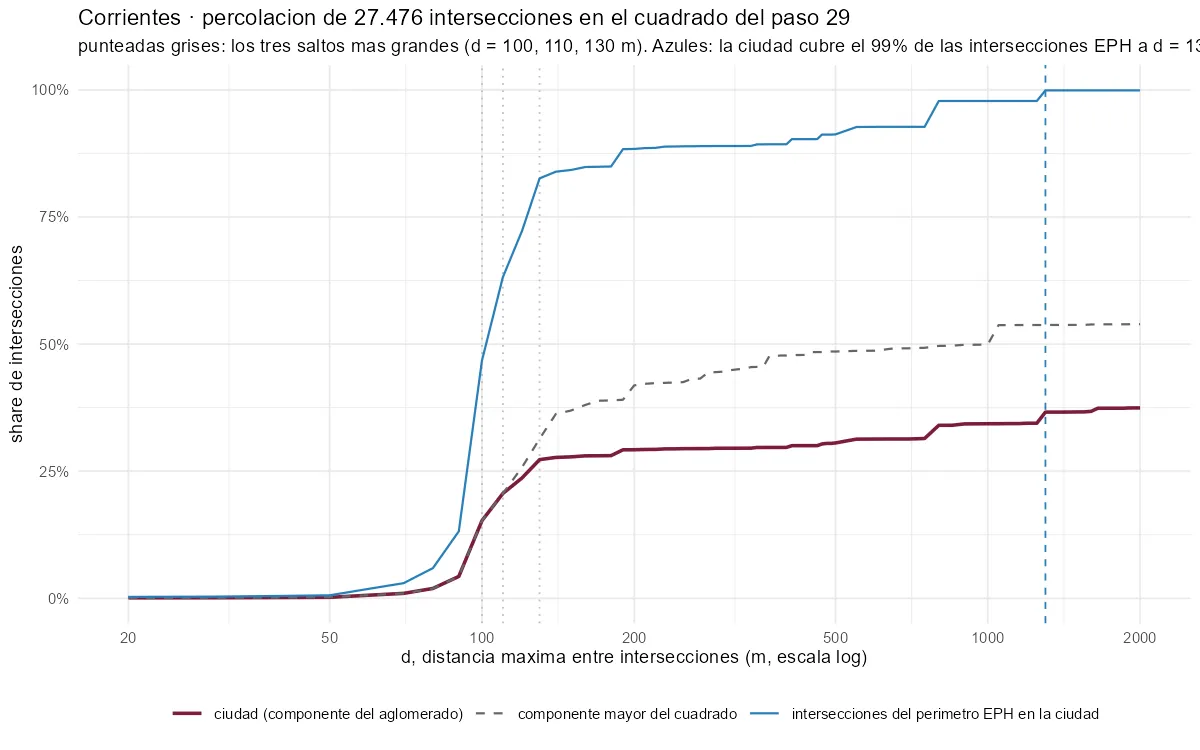 Corrientes · percolacion de 27.476 intersecciones en el cuadrado del paso 29
punteadas grises: los tres saltos mas grandes (d = 100, 110, 130 m). Azules: la ciudad cubre el 99% de las intersecciones EPH a d = 13
100%
75%
50%
25%
0%
share de intersecciones
20
50
100
200
500
1000
2000
d, distancia maxima entre intersecciones (m, escala log)
ciudad (componente del aglomerado)
componente mayor del cuadrado
intersecciones del perimetro EPH en la ciudad